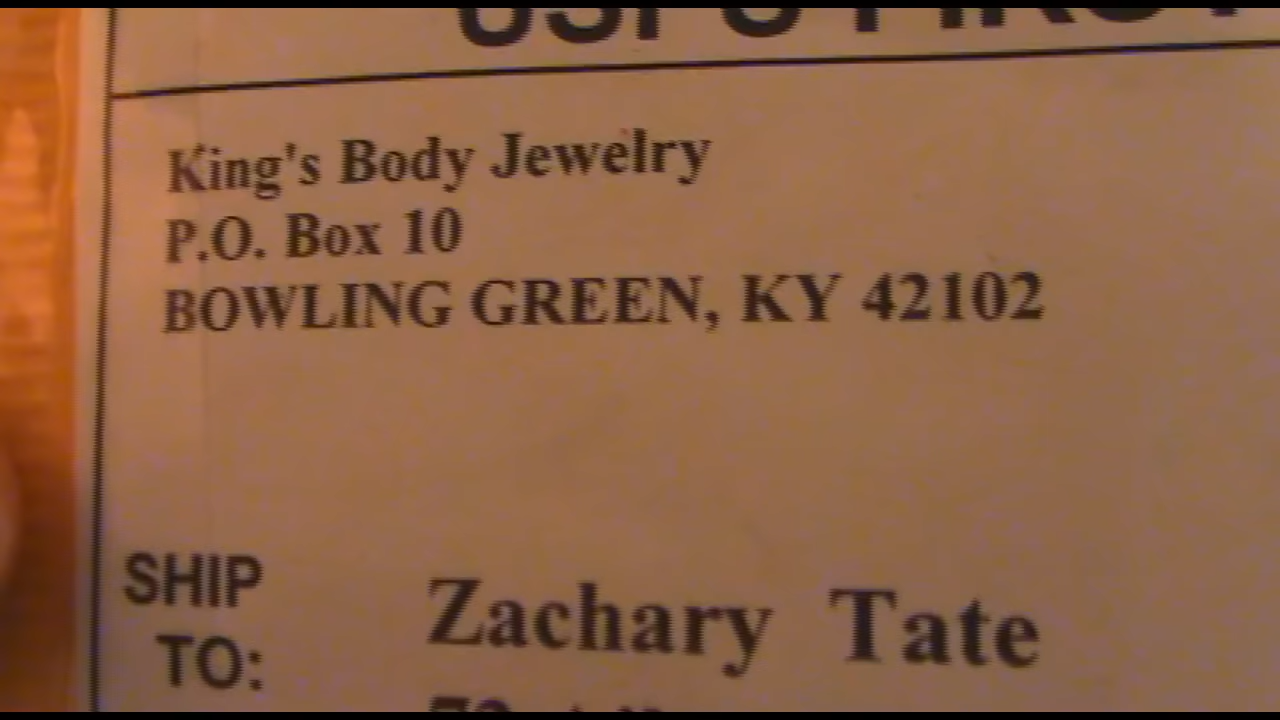 King's Body Jewelry
P.O. Box 10
BOWLING GREEN, KY 42102
SHIP
TO:
Zachary Tate